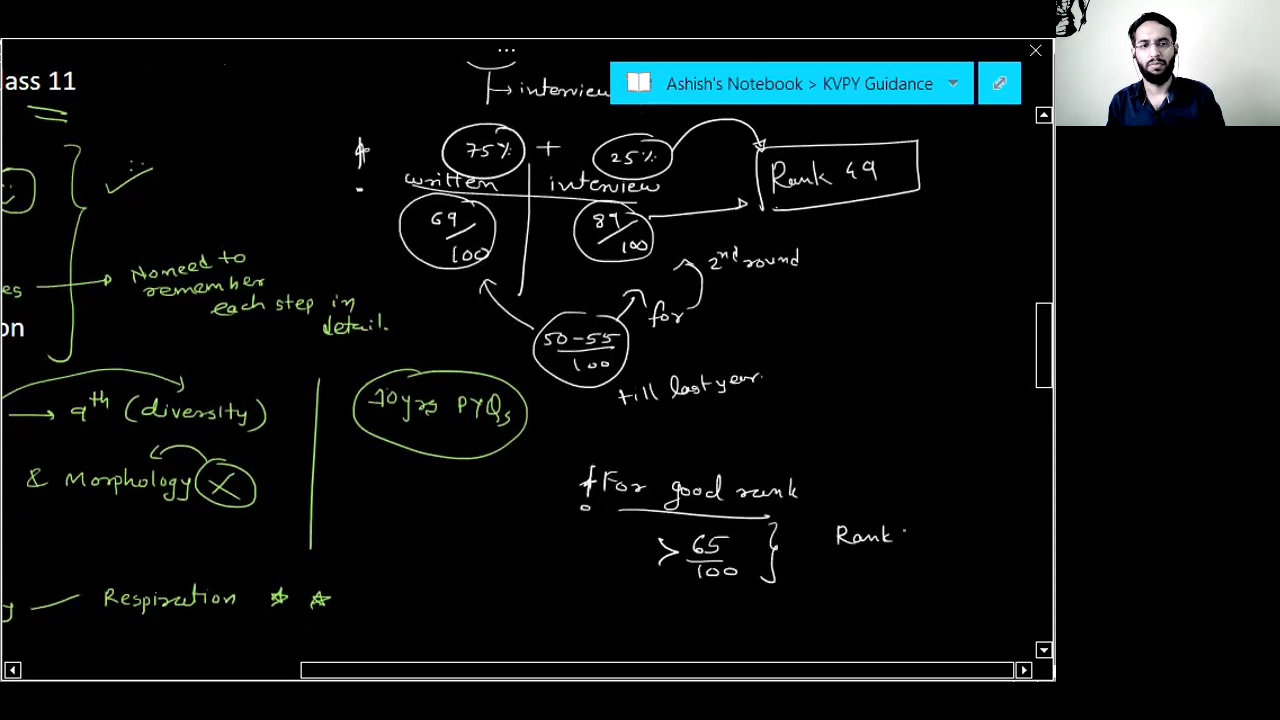 ass 11
...
interview
Ashish's Notebook > KVPY Guidance
75% + 25%
written interview
Rank 49
69/100
89/100
2nd round
for
50-55/100
till last year.
es
No need to
remember
each step in
detail.
on
9th (diversity)
10yrs PYQs
& Morphology X
! For good rank
> 65/100
Rank
y
Respiration ☆ ☆